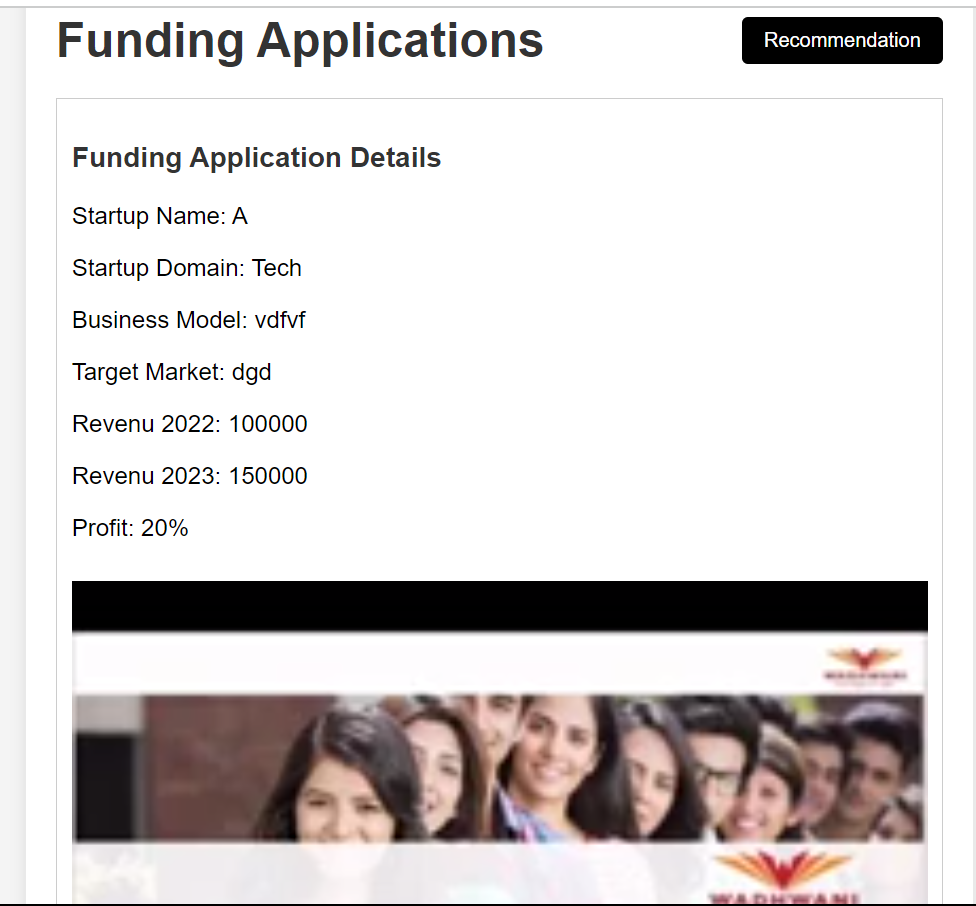 Funding Applications
Recommendation
Funding Application Details
Startup Name: A
Startup Domain: Tech
Business Model: vdfvf
Target Market: dgd
Revenu 2022: 100000
Revenu 2023: 150000
Profit: 20%
WADHWANI
WADHWANI